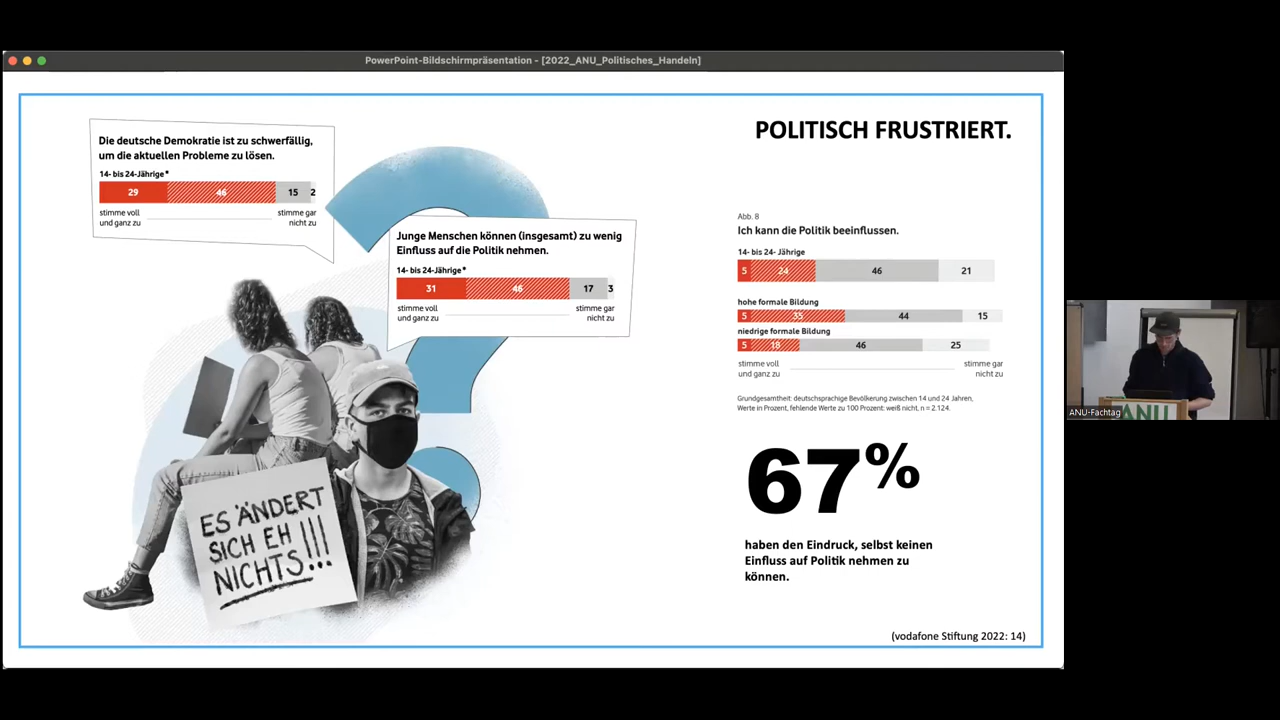 PowerPoint-Bildschirmpräsentation - [2022_ANU_Politisches_Handeln]
POLITISCH FRUSTRIERT.
Die deutsche Demokratie ist zu schwerfällig,
um die aktuellen Probleme zu lösen.
14- bis 24-Jährige*
29 46 15 2
stimme voll
und ganz zu
stimme gar
nicht zu
Junge Menschen können (insgesamt) zu wenig
Einfluss auf die Politik nehmen.
14- bis 24-Jährige*
31 46 17 3
stimme voll
und ganz zu
stimme gar
nicht zu
ES ÄNDERT
SICH EH
NICHTS!!!
Abb. 8
Ich kann die Politik beeinflussen.
14- bis 24- Jährige
5 24 46 21
hohe formale Bildung
5 35 44 15
niedrige formale Bildung
5 18 46 25
stimme voll
und ganz zu
stimme gar
nicht zu
Grundgesamtheit: deutschsprachige Bevölkerung zwischen 14 und 24 Jahren,
Werte in Prozent, fehlende Werte zu 100 Prozent: weiß nicht, n = 2.124.
67%
haben den Eindruck, selbst keinen
Einfluss auf Politik nehmen zu
können.
(vodafone Stiftung 2022: 14)
ANU-Fachtag
ANU